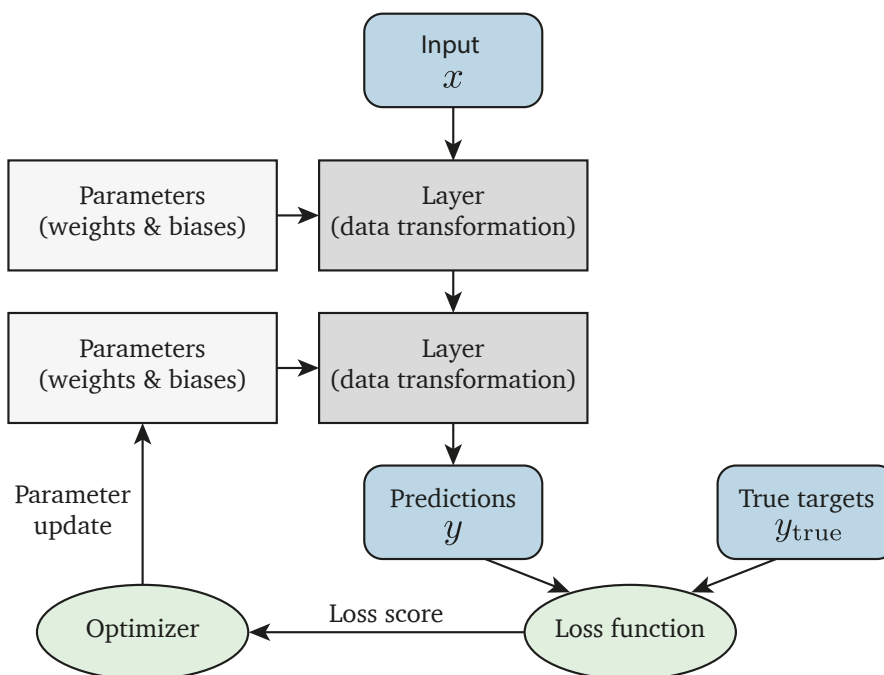 Input
x
Parameters
(weights & biases)
Layer
(data transformation)
Parameters
(weights & biases)
Layer
(data transformation)
Parameter
update
Predictions
y
True targets
y_true
Optimizer
Loss score
Loss function